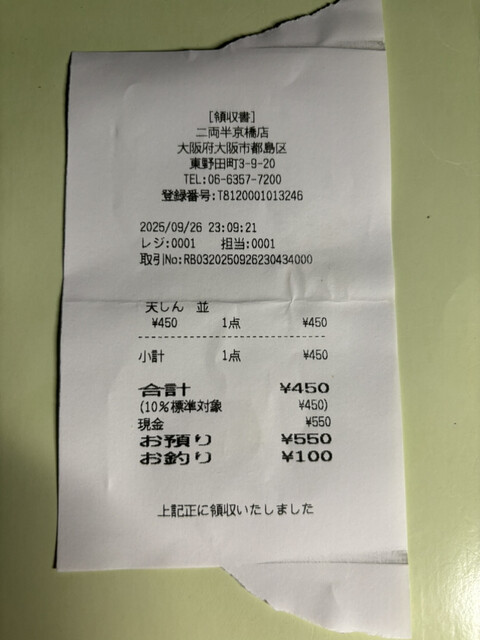 [領収書]
二両半京橋店
大阪府大阪市都島区
東野田町3-9-20
TEL:06-6357-7200
登録番号:T8120001013246
2025/09/26 23:09:21
レジ:0001 担当:0001
取引No:RB0320250926230434000
天しん 並
¥450 1点 ¥450
小計 1点 ¥450
合計 ¥450
(10%標準対象 ¥450)
現金 ¥550
お預り ¥550
お釣り ¥100
上記正に領収いたしました